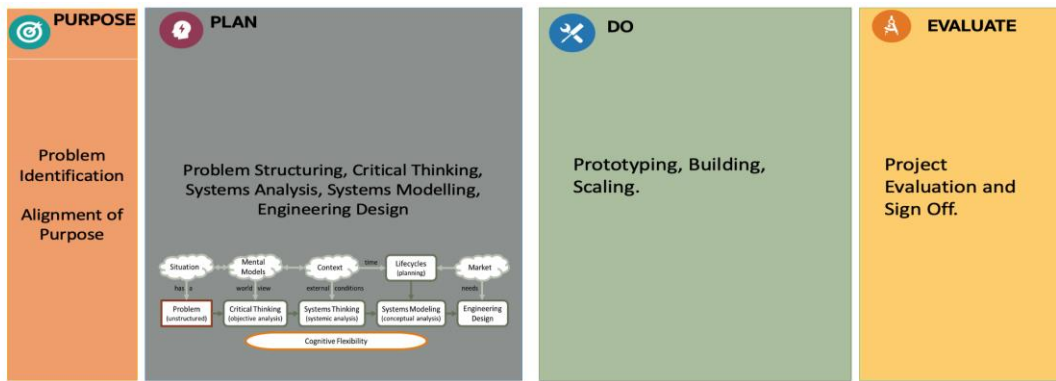 PURPOSE
Problem
Identification
Alignment of
Purpose
PLAN
Problem Structuring, Critical Thinking,
Systems Analysis, Systems Modelling,
Engineering Design
Situation
Mental
Models
Context
time
Lifecycles
(planning)
Market
has a
world view
external conditions
needs
Problem
(unstructured)
Critical Thinking
(objective analysis)
Systems Thinking
(systemic analysis)
Systems Modeling
(conceptual analysis)
Engineering
Design
Cognitive Flexibility
DO
Prototyping, Building,
Scaling.
EVALUATE
Project
Evaluation and
Sign Off.